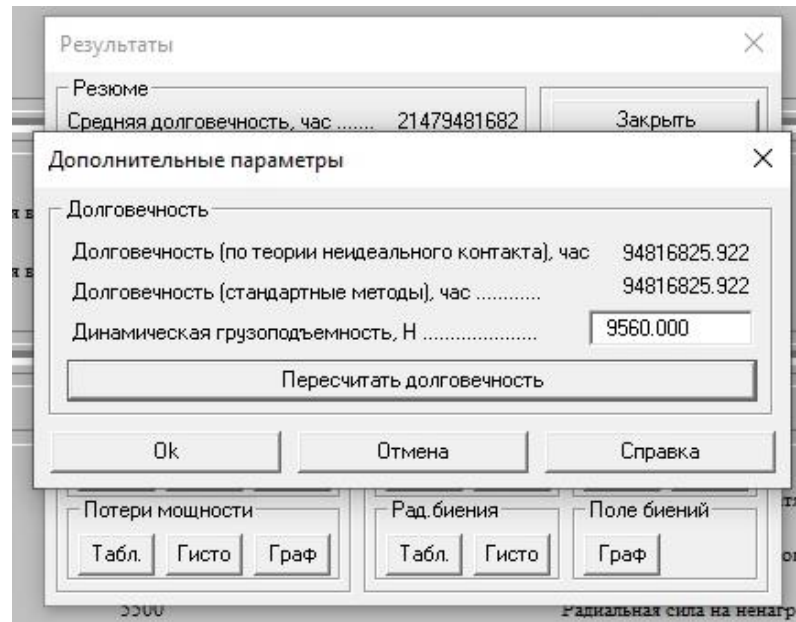 Результаты
Резюме
Средняя долговечность, час ....... 21479481682
Закрыть
Дополнительные параметры
Долговечность
Долговечность (по теории неидеального контакта), час 94816825.922
Долговечность (стандартные методы), час ............ 94816825.922
Динамическая грузоподъемность, Н ..................... 9560.000
Пересчитать долговечность
Ok Отмена Справка
Потери мощности Рад.биения Поле биений
Табл. Гисто Граф Табл. Гисто Граф
5500 Радиальная сила на